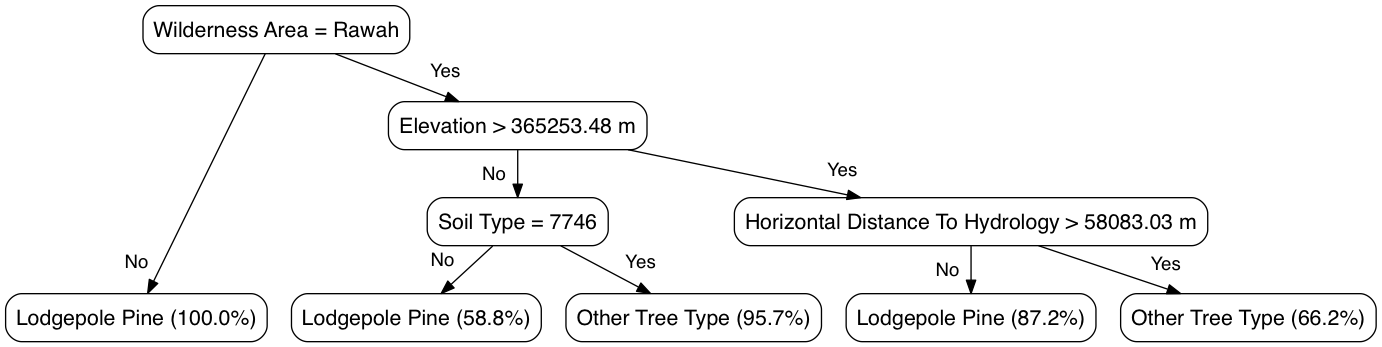 Wilderness Area = Rawah
Yes
Elevation > 365253.48 m
No
Yes
Soil Type = 7746
Horizontal Distance To Hydrology > 58083.03 m
No
No
Yes
No
Yes
Lodgepole Pine (100.0%)
Lodgepole Pine (58.8%)
Other Tree Type (95.7%)
Lodgepole Pine (87.2%)
Other Tree Type (66.2%)